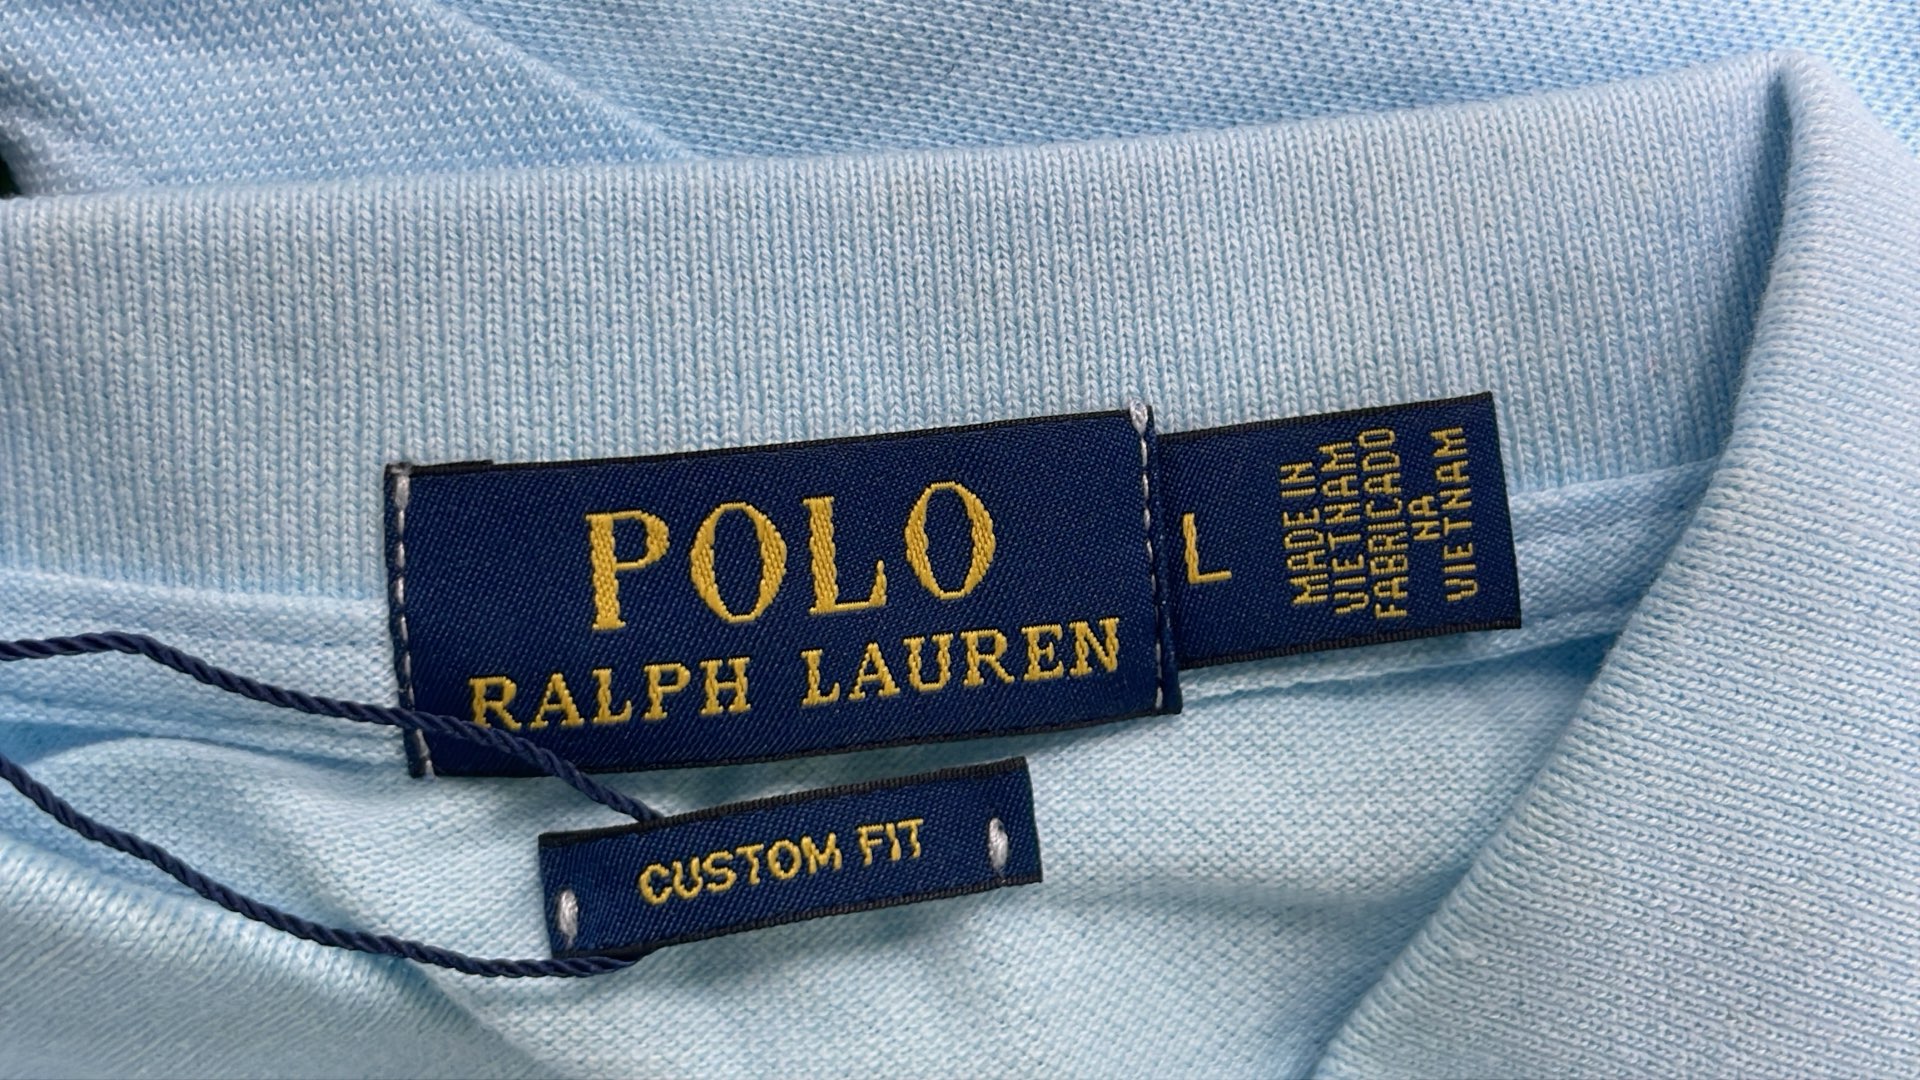 POLO
RALPH LAUREN
L
MADE IN
VIETNAM
FABRICADO
NA
VIETNAM
CUSTOM FIT